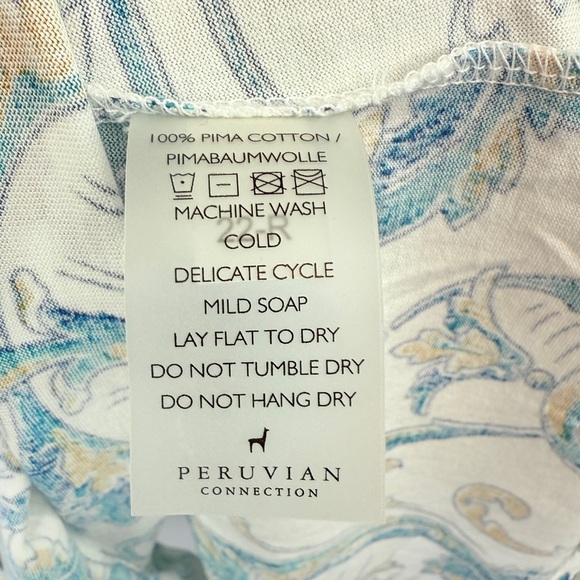 100% PIMA COTTON /
PIMABAUMWOLLE
MACHINE WASH
22-R
COLD
DELICATE CYCLE
MILD SOAP
LAY FLAT TO DRY
DO NOT TUMBLE DRY
DO NOT HANG DRY
PERUVIAN
CONNECTION